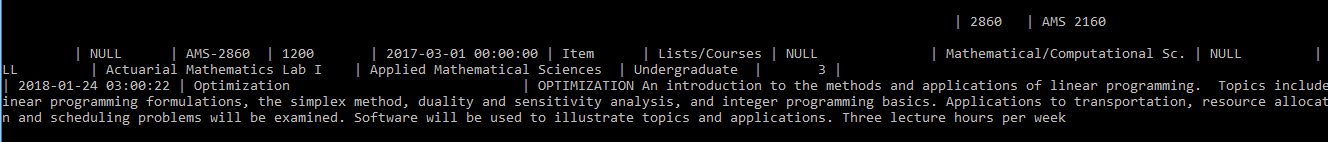 | 2860 | AMS 2160
| NULL | AMS-2860 | 1200 | 2017-03-01 00:00:00 | Item | Lists/Courses | NULL | Mathematical/Computational Sc. | NULL |
LL | Actuarial Mathematics Lab I | Applied Mathematical Sciences | Undergraduate | 3 |
| 2018-01-24 03:00:22 | Optimization | OPTIMIZATION An introduction to the methods and applications of linear programming. Topics include
inear programming formulations, the simplex method, duality and sensitivity analysis, and integer programming basics. Applications to transportation, resource allocat
n and scheduling problems will be examined. Software will be used to illustrate topics and applications. Three lecture hours per week